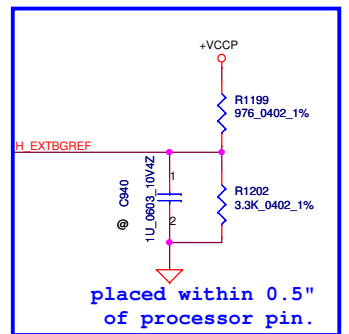 +VCCP
R1199
976_0402_1%
H_EXTBGREF
1
C940
1U_0603_10V4Z
@
2
R1202
3.3K_0402_1%
placed within 0.5"
of processor pin.